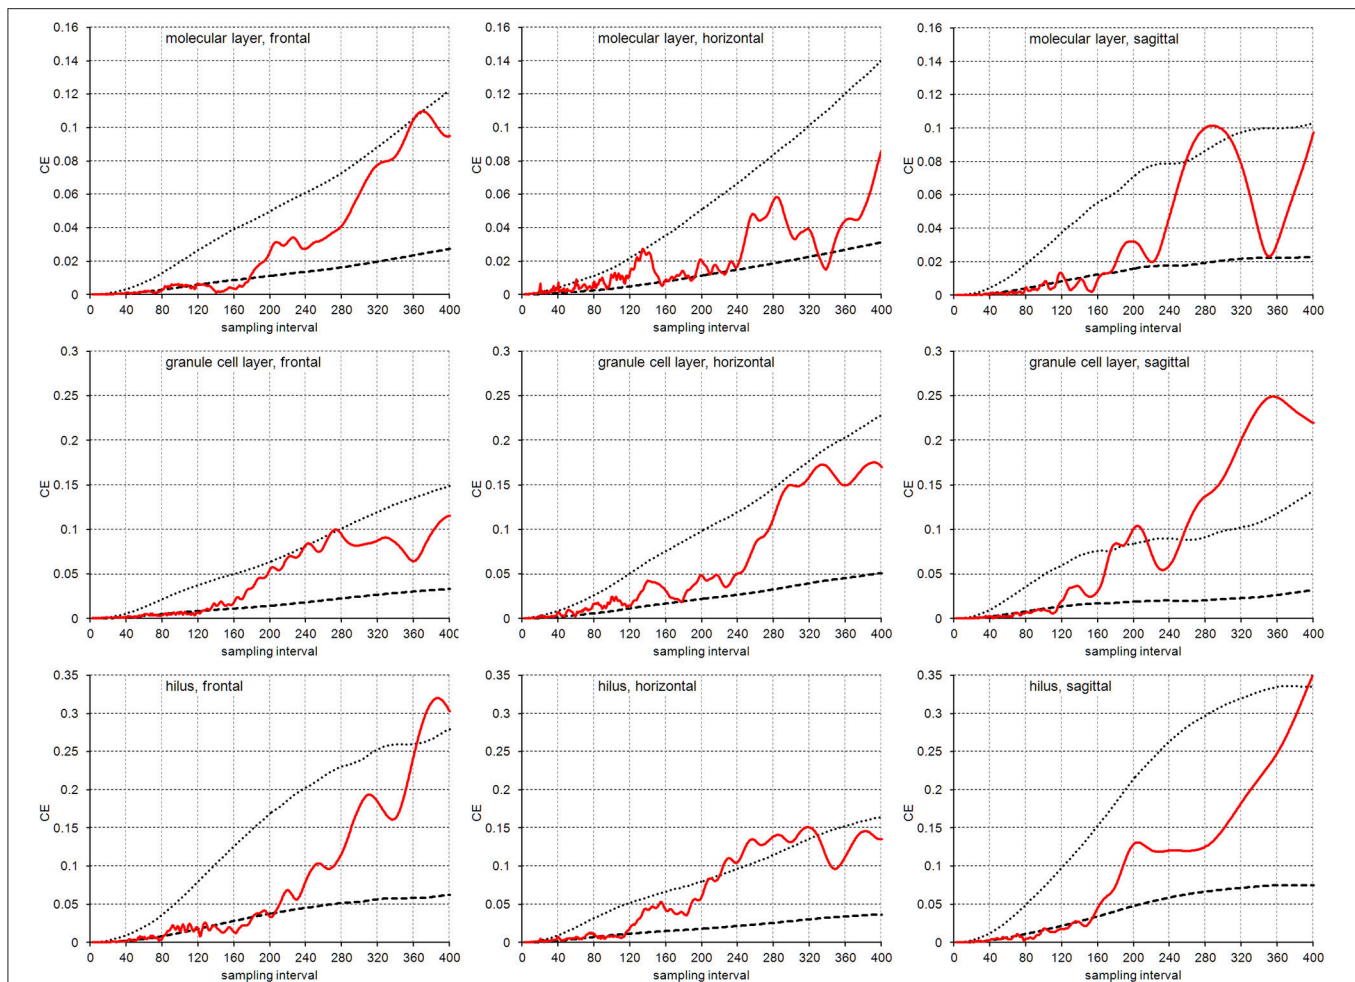 molecular layer, frontal
0.16
0.14
0.12
0.1
0.08
0.06
0.04
0.02
0
CE
0 40 80 120 160 200 240 280 320 360 400
sampling interval
molecular layer, horizontal
0.16
0.14
0.12
0.1
0.08
0.06
0.04
0.02
0
CE
0 40 80 120 160 200 240 280 320 360 400
sampling interval
molecular layer, sagittal
0.16
0.14
0.12
0.1
0.08
0.06
0.04
0.02
0
CE
0 40 80 120 160 200 240 280 320 360 400
sampling interval
granule cell layer, frontal
0.3
0.25
0.2
0.15
0.1
0.05
0
CE
0 40 80 120 160 200 240 280 320 360 400
sampling interval
granule cell layer, horizontal
0.3
0.25
0.2
0.15
0.1
0.05
0
CE
0 40 80 120 160 200 240 280 320 360 400
sampling interval
granule cell layer, sagittal
0.3
0.25
0.2
0.15
0.1
0.05
0
CE
0 40 80 120 160 200 240 280 320 360 400
sampling interval
hilus, frontal
0.35
0.3
0.25
0.2
0.15
0.1
0.05
0
CE
0 40 80 120 160 200 240 280 320 360 400
sampling interval
hilus, horizontal
0.35
0.3
0.25
0.2
0.15
0.1
0.05
0
CE
0 40 80 120 160 200 240 280 320 360 400
sampling interval
hilus, sagittal
0.35
0.3
0.25
0.2
0.15
0.1
0.05
0
CE
0 40 80 120 160 200 240 280 320 360 400
sampling interval